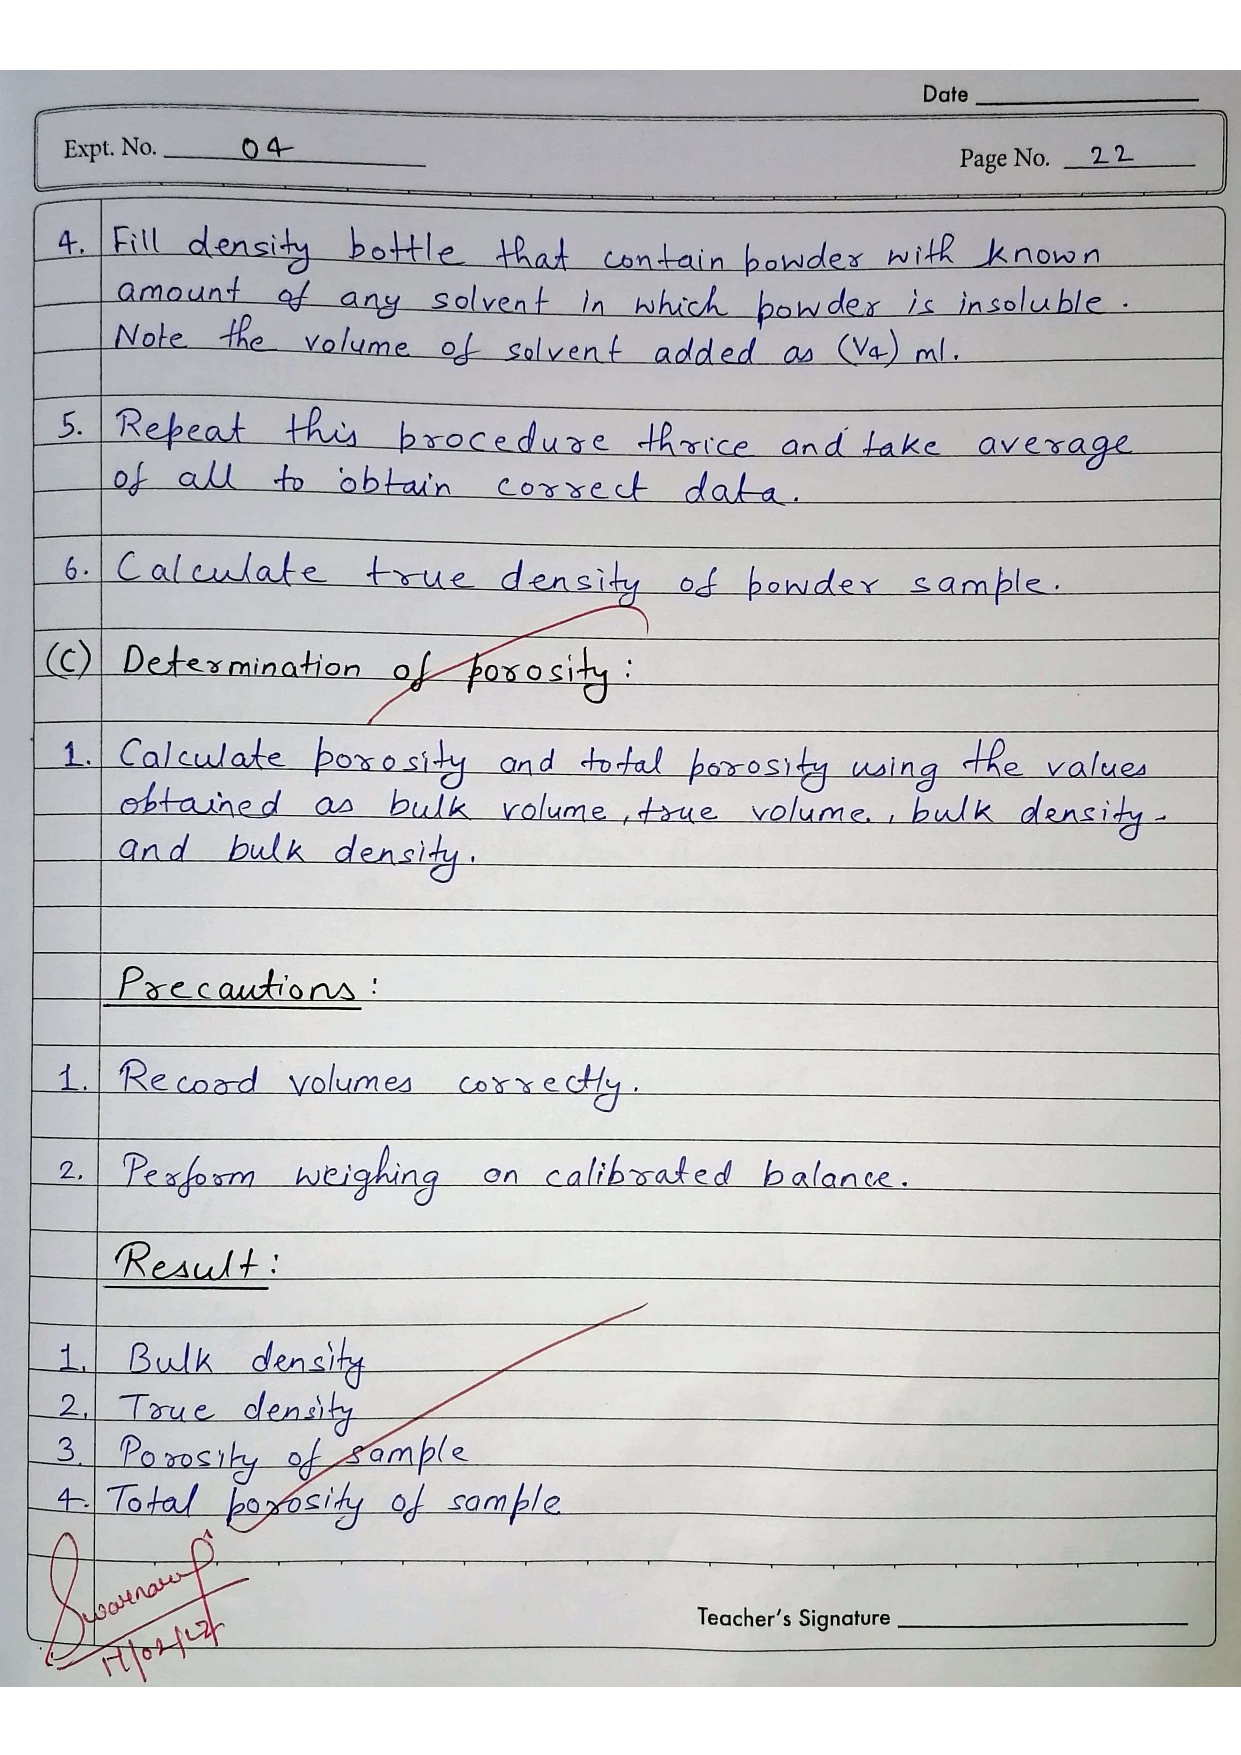 Date
Expt. No. 04
Page No. 22
4. Fill density bottle that contain powder with known
amount of any solvent in which powder is insoluble.
Note the volume of solvent added as (V4) ml.
5. Repeat this procedure thrice and take average
of all to obtain correct data.
6. Calculate true density of powder sample.
(C) Determination of porosity:
1. Calculate porosity and total porosity using the values
obtained as bulk volume, true volume, bulk density
and bulk density.
Precautions:
1. Record volumes correctly.
2. Perform weighing on calibrated balance.
Result:
1. Bulk density
2. True density
3. Porosity of sample
4. Total porosity of sample
Teacher's Signature